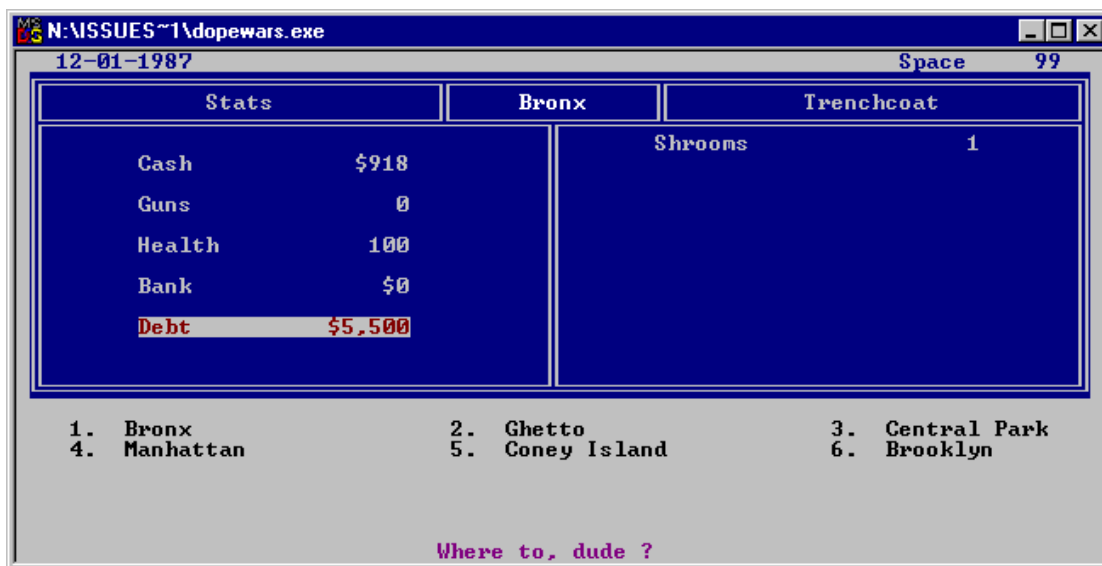 N:\ISSUES~1\dopewars.exe
12-01-1987 Space 99
Stats Bronx Trenchcoat
Shrooms 1
Cash $918
Guns 0
Health 100
Bank $0
Debt $5,500
1. Bronx 2. Ghetto 3. Central Park
4. Manhattan 5. Coney Island 6. Brooklyn
Where to, dude ?